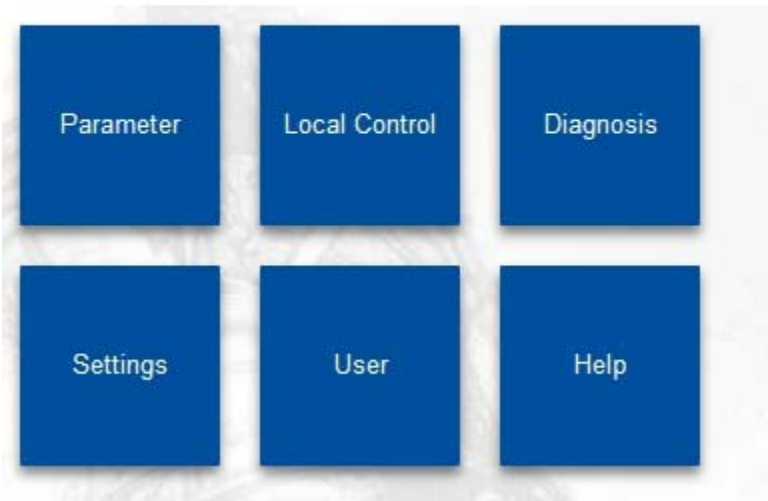 Parameter
Local Control
Diagnosis
Settings
User
Help